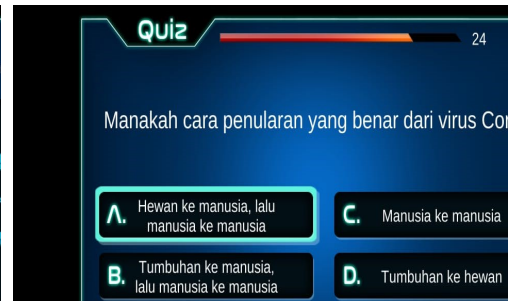 Quiz
24
Manakah cara penularan yang benar dari virus
A. Hewan ke manusia, lalu
manusia ke manusia
B. Tumbuhan ke manusia,
lalu manusia ke manusia
C. Manusia ke manusia
D. Tumbuhan ke hewan